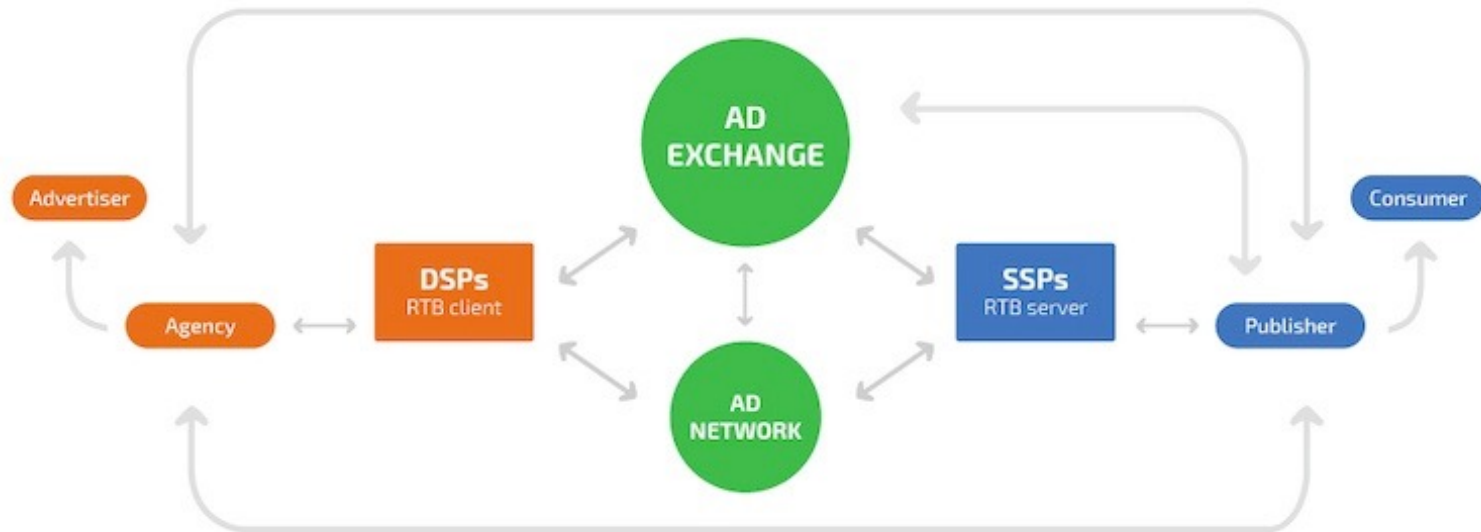 AD
EXCHANGE
Advertiser
Consumer
DSPs
RTB client
SSPs
RTB server
Agency
Publisher
AD
NETWORK